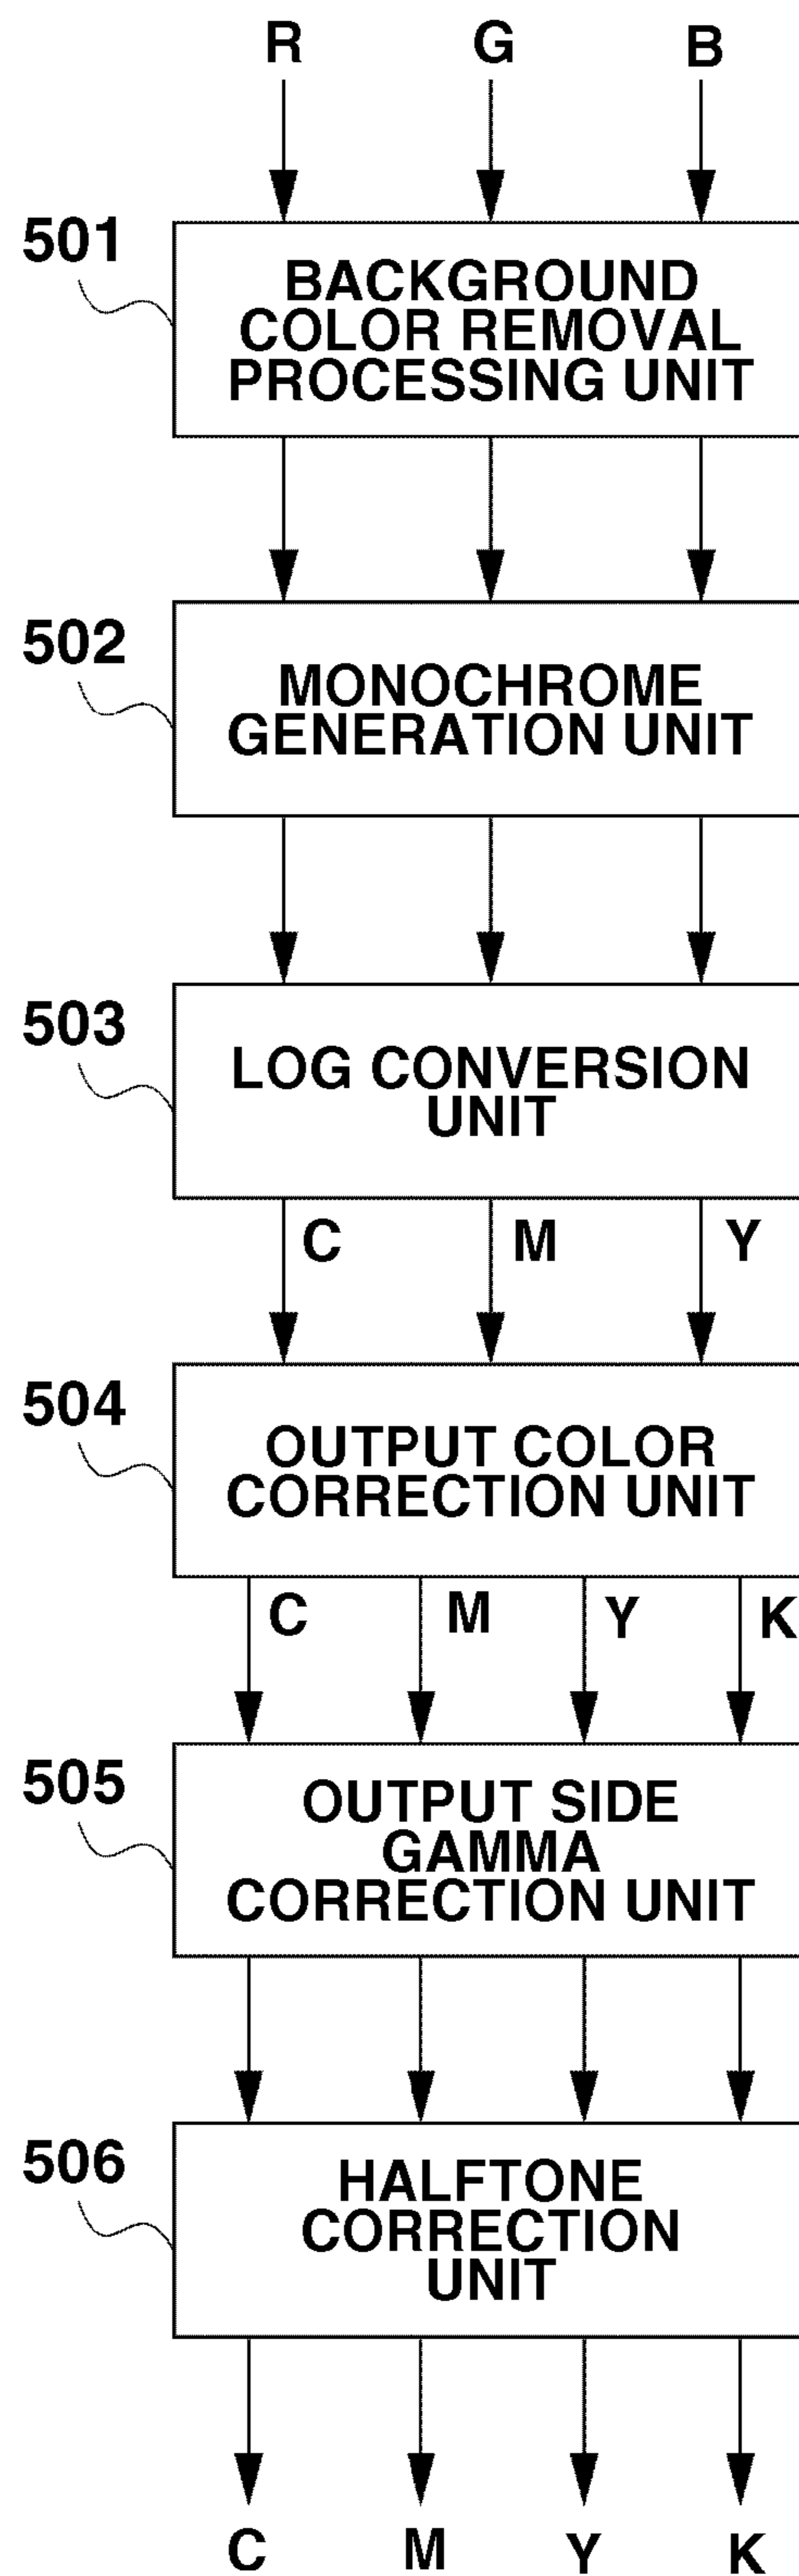 R G B
501
BACKGROUND
COLOR REMOVAL
PROCESSING UNIT
502
MONOCHROME
GENERATION UNIT
503
LOG CONVERSION
UNIT
C M Y
504
OUTPUT COLOR
CORRECTION UNIT
C M Y K
505
OUTPUT SIDE
GAMMA
CORRECTION UNIT
506
HALFTONE
CORRECTION
UNIT
C M Y K